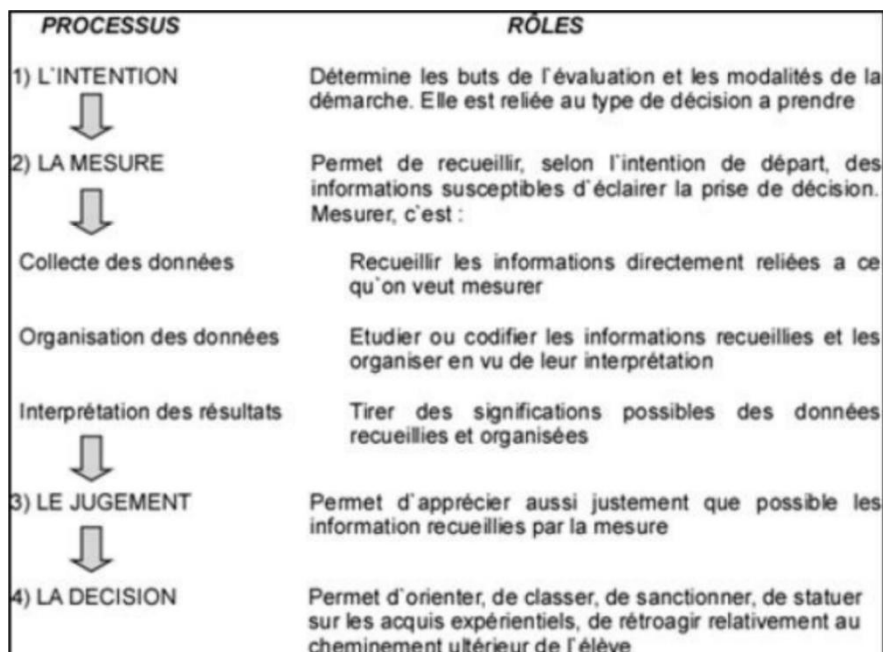 PROCESSUS RÔLES
1) L`INTENTION Détermine les buts de l`évaluation et les modalités de la
démarche. Elle est reliée au type de décision a prendre
2) LA MESURE Permet de recueillir, selon l`intention de départ, des
informations susceptibles d`éclairer la prise de décision.
Mesurer, c`est :
Collecte des données Recueillir les informations directement reliées a ce
qu`on veut mesurer
Organisation des données Etudier ou codifier les informations recueillies et les
organiser en vu de leur interprétation
Interprétation des résultats Tirer des significations possibles des données
recueillies et organisées
3) LE JUGEMENT Permet d`apprécier aussi justement que possible les
information recueillies par la mesure
4) LA DECISION Permet d`orienter, de classer, de sanctionner, de statuer
sur les acquis expérientiels, de rétroagir relativement au
cheminement ultérieur de l`élève